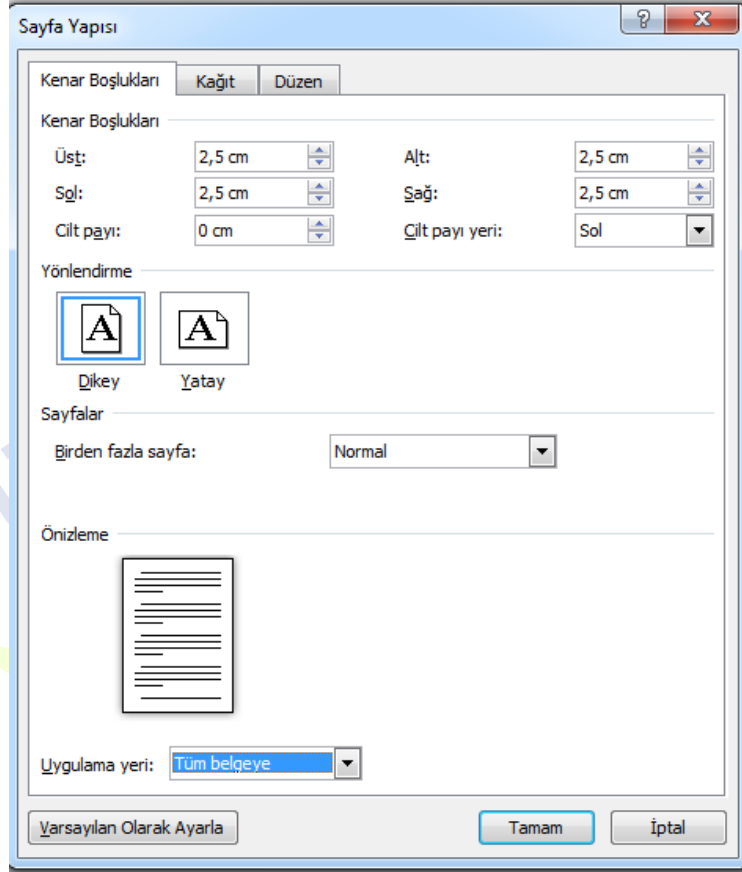 Sayfa Yapısı
Kenar Boşlukları Kağıt Düzen
Kenar Boşlukları
Üst: 2,5 cm Alt: 2,5 cm
Sol: 2,5 cm Sağ: 2,5 cm
Cilt payı: 0 cm Cilt payı yeri: Sol
Yönlendirme
A A
Dikey Yatay
Sayfalar
Birden fazla sayfa: Normal
Önizleme
Uygulama yeri: Tüm belgeye
Varsayılan Olarak Ayarla Tamam İptal